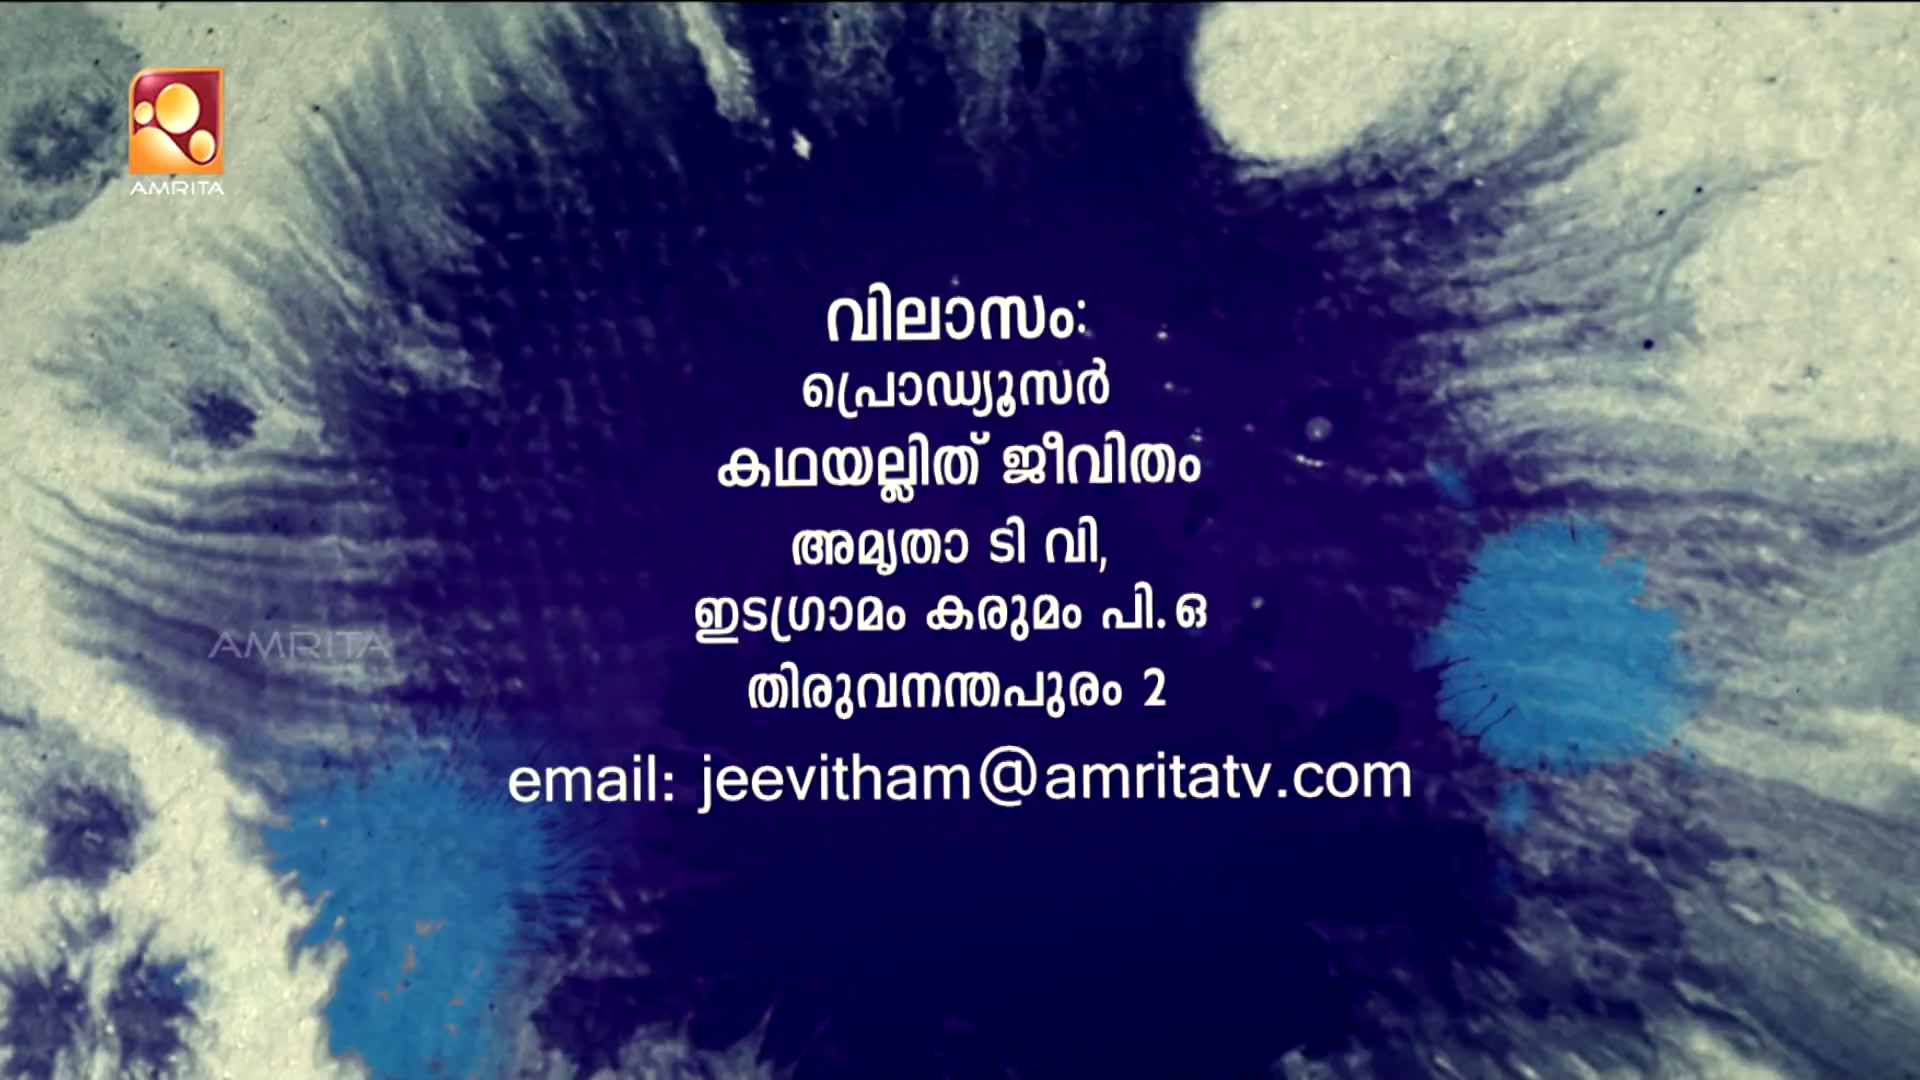 AMRITA
വിലാസം:
പ്രൊഡ്യൂസർ
കഥയല്ലിത് ജീവിതം
അമൃതാ ടി വി,
ഇടഗ്രാമം കരുമം പി.ഒ
AMRITA
തിരുവനന്തപുരം 2
email: jeevitham@amritatv.com